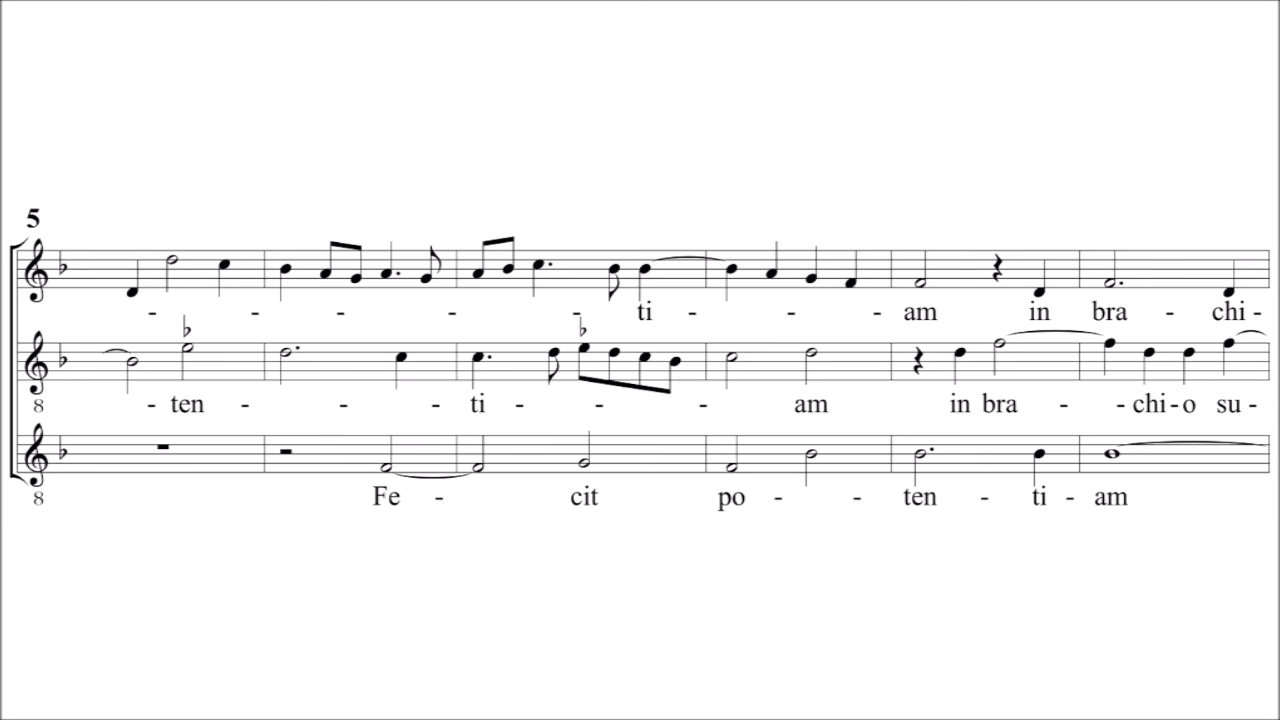 5
- - - - - ti - - - am in bra - chi -
- ten - - - ti - - - am in bra - - chi - o su -
8
Fe - cit po - - ten - ti - am
8